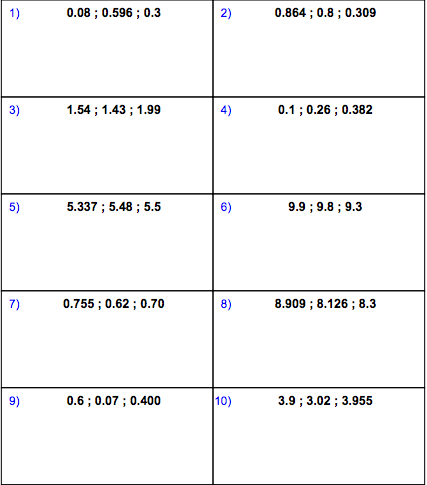 1) 0.08 ; 0.596 ; 0.3
2) 0.864 ; 0.8 ; 0.309
3) 1.54 ; 1.43 ; 1.99
4) 0.1 ; 0.26 ; 0.382
5) 5.337 ; 5.48 ; 5.5
6) 9.9 ; 9.8 ; 9.3
7) 0.755 ; 0.62 ; 0.70
8) 8.909 ; 8.126 ; 8.3
9) 0.6 ; 0.07 ; 0.400
10) 3.9 ; 3.02 ; 3.955